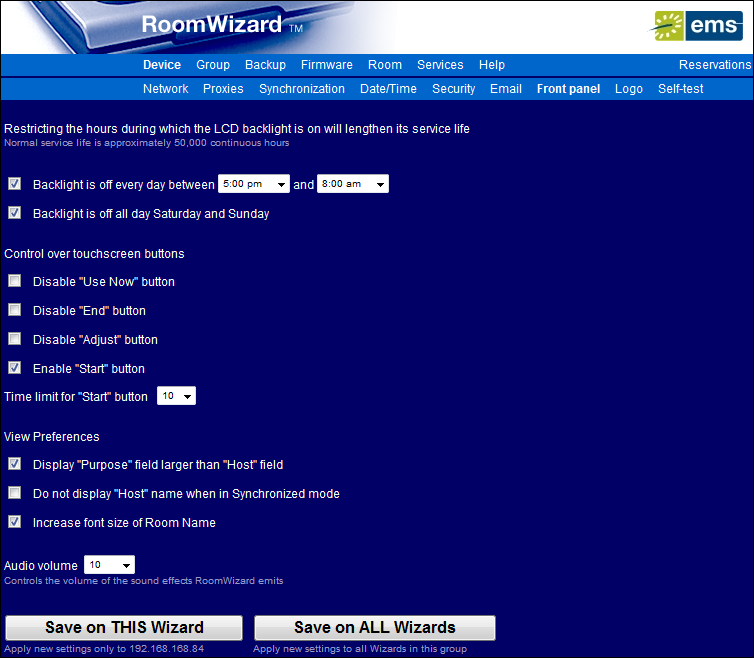 RoomWizard TM
ems
Device Group Backup Firmware Room Services Help Reservations
Network Proxies Synchronization Date/Time Security Email Front panel Logo Self-test
Restricting the hours during which the LCD backlight is on will lengthen its service life
Normal service life is approximately 50,000 continuous hours
Backlight is off every day between 5:00 pm and 8:00 am
Backlight is off all day Saturday and Sunday
Control over touchscreen buttons
Disable "Use Now" button
Disable "End" button
Disable "Adjust" button
Enable "Start" button
Time limit for "Start" button 10
View Preferences
Display "Purpose" field larger than "Host" field
Do not display "Host" name when in Synchronized mode
Increase font size of Room Name
Audio volume 10
Controls the volume of the sound effects RoomWizard emits
Save on THIS Wizard Save on ALL Wizards
Apply new settings only to 192.168.168.84 Apply new settings to all Wizards in this group